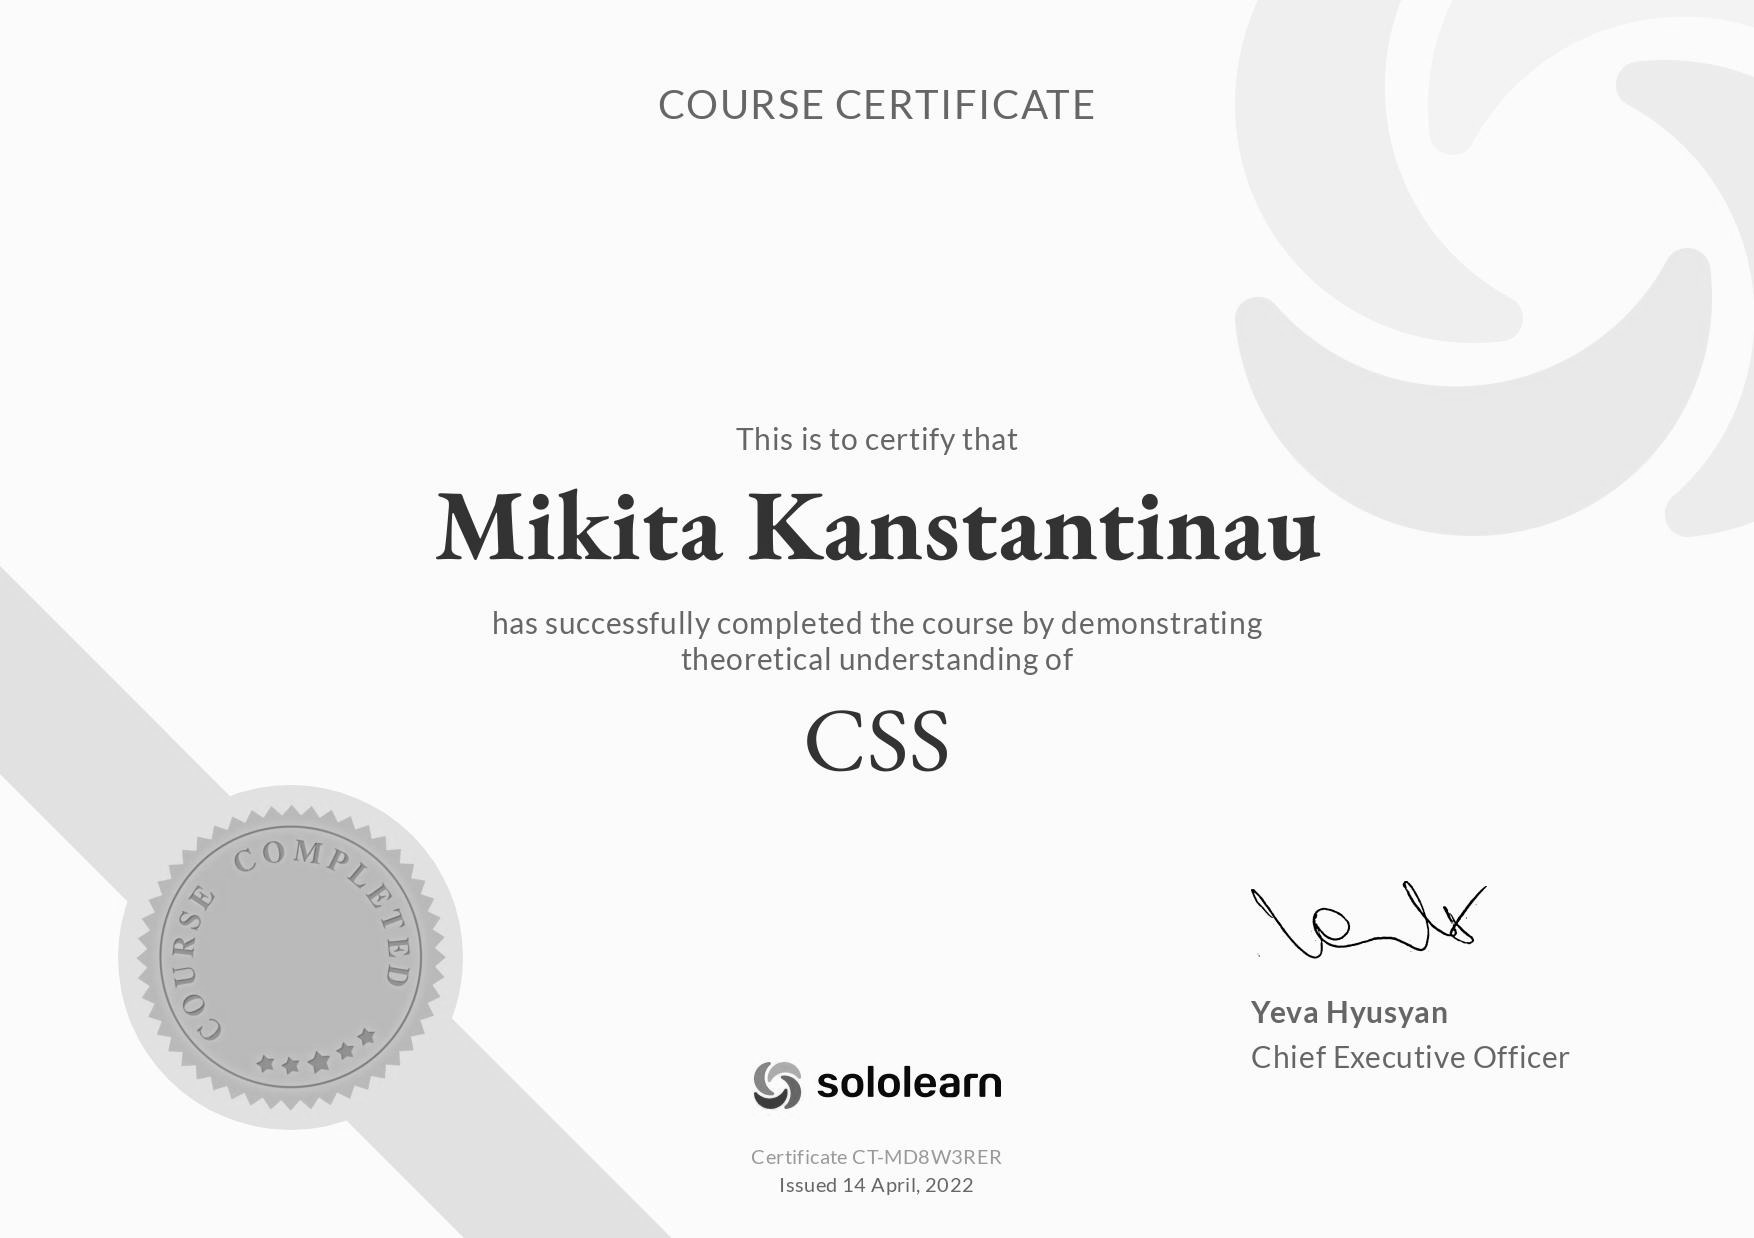 COURSE CERTIFICATE
This is to certify that
Mikita Kanstantinau
has successfully completed the course by demonstrating
theoretical understanding of
CSS
COURSE COMPLETED
Yeva Hyusyan
Chief Executive Officer
sololearn
Certificate CT-MD8W3RER
Issued 14 April, 2022